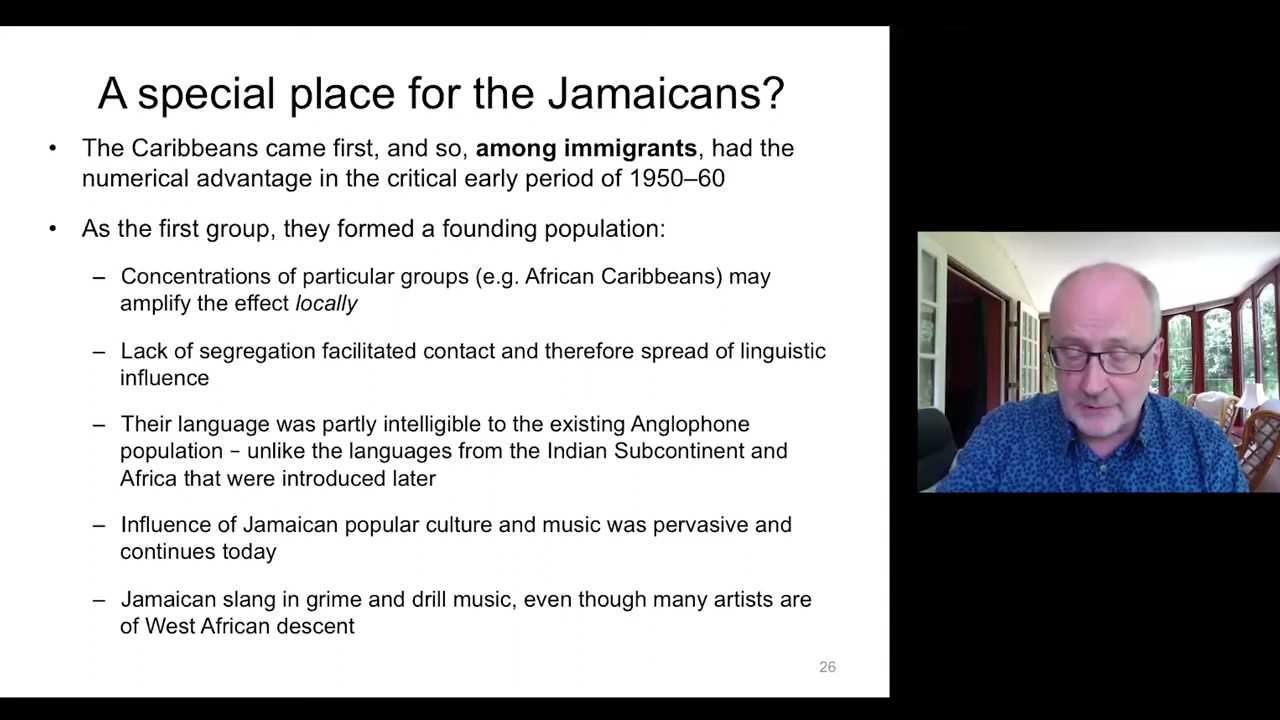 A special place for the Jamaicans?
• The Caribbeans came first, and so, among immigrants, had the
numerical advantage in the critical early period of 1950–60
• As the first group, they formed a founding population:
– Concentrations of particular groups (e.g. African Caribbeans) may
amplify the effect locally
– Lack of segregation facilitated contact and therefore spread of linguistic
influence
– Their language was partly intelligible to the existing Anglophone
population – unlike the languages from the Indian Subcontinent and
Africa that were introduced later
– Influence of Jamaican popular culture and music was pervasive and
continues today
– Jamaican slang in grime and drill music, even though many artists are
of West African descent
26